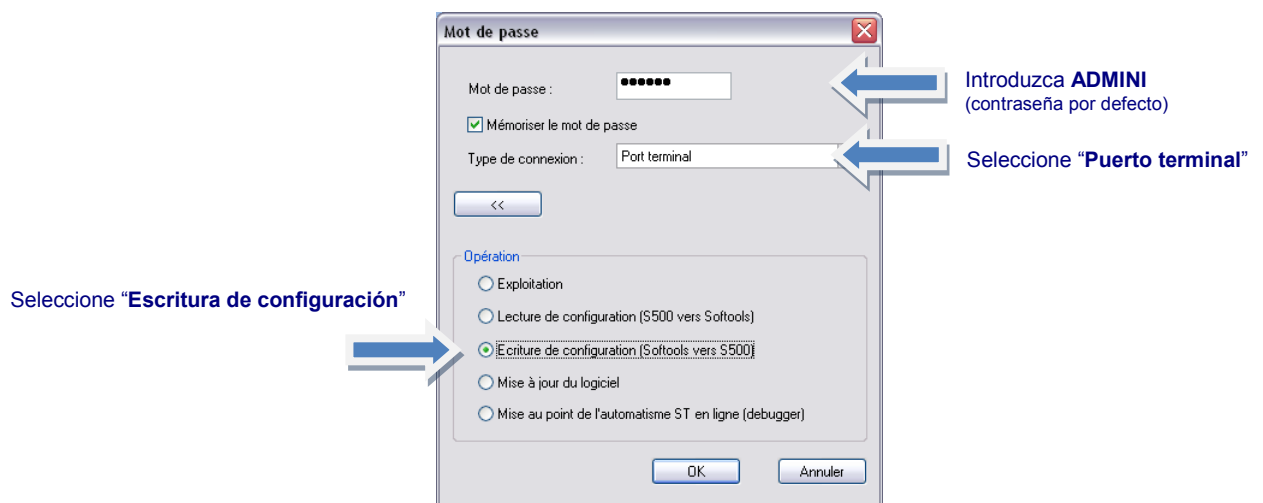 Mot de passe
Mot de passe :
●●●●●●
Introduzca ADMINI
(contraseña por defecto)
Mémoriser le mot de passe
Type de connexion :
Port terminal
Seleccione “Puerto terminal”
<<
Opération
Exploitation
Seleccione “Escritura de configuración”
Lecture de configuration (S500 vers Softools)
Ecriture de configuration (Softools vers S500)
Mise à jour du logiciel
Mise au point de l'automatisme ST en ligne (debugger)
OK
Annuler